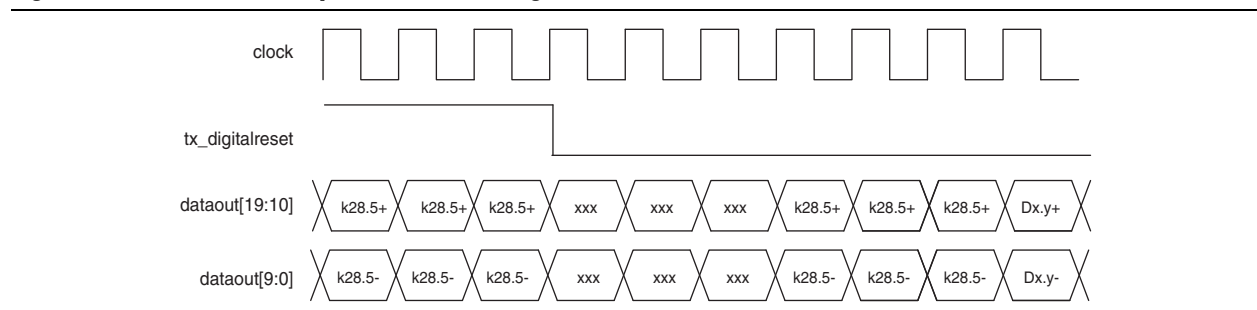 clock
tx_digitalreset
dataout[19:10] k28.5+ k28.5+ k28.5+ xxx xxx xxx k28.5+ k28.5+ k28.5+ Dx.y+
dataout[9:0] k28.5- k28.5- k28.5- xxx xxx xxx k28.5- k28.5- k28.5- Dx.y-